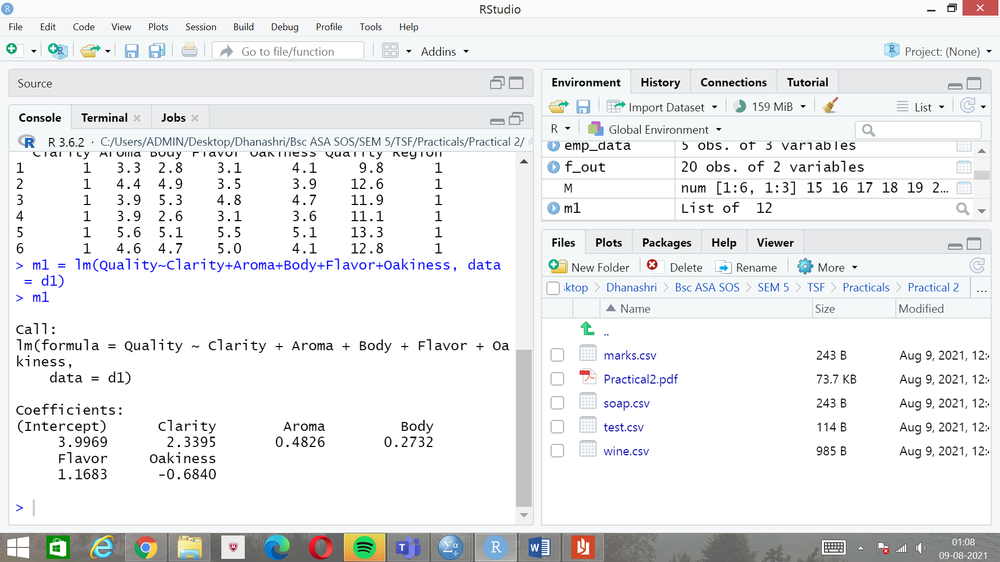 RStudio
File Edit Code View Plots Session Build Debug Profile Tools Help
Go to file/function Addins Project: (None)
Source
Console Terminal Jobs
R 3.6.2 · C:/Users/ADMIN/Desktop/Dhanashri/Bsc ASA SOS/SEM 5/TSF/Practicals/Practical 2/
Clarity Aroma Body Flavor Oakiness Quality Region
1 1 3.3 2.8 3.1 4.1 9.8 1
2 1 4.4 4.9 3.5 3.9 12.6 1
3 1 3.9 5.3 4.8 4.7 11.9 1
4 1 3.9 2.6 3.1 3.6 11.1 1
5 1 5.6 5.1 5.5 5.1 13.3 1
6 1 4.6 4.7 5.0 4.1 12.8 1
> m1 = lm(Quality~Clarity+Aroma+Body+Flavor+Oakiness, data
= d1)
> m1
Call:
lm(formula = Quality ~ Clarity + Aroma + Body + Flavor + Oa
kiness,
data = d1)
Coefficients:
(Intercept) Clarity Aroma Body
3.9969 2.3395 0.4826 0.2732
Flavor Oakiness
1.1683 -0.6840
>
Environment History Connections Tutorial
Import Dataset 159 MiB List
R Global Environment
emp_data 5 obs. of 3 variables
f_out 20 obs. of 2 variables
M num [1:6, 1:3] 15 16 17 18 19 2...
m1 List of 12
Files Plots Packages Help Viewer
New Folder Delete Rename More
ktop > Dhanashri > Bsc ASA SOS > SEM 5 > TSF > Practicals > Practical 2 ...
Name Size Modified
..
marks.csv 243 B Aug 9, 2021, 12:4
Practical2.pdf 73.7 KB Aug 9, 2021, 12:4
soap.csv 243 B Aug 9, 2021, 12:4
test.csv 114 B Aug 9, 2021, 12:4
wine.csv 985 B Aug 9, 2021, 12:4
01:08
09-08-2021